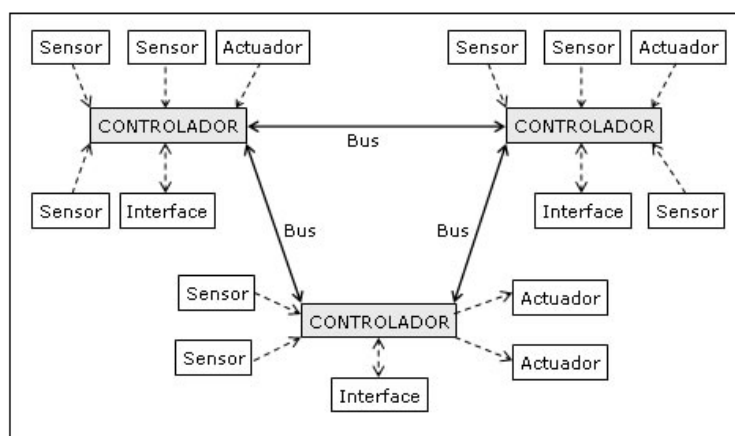 Sensor
Sensor
Actuador
Sensor
Sensor
Actuador
CONTROLADOR
CONTROLADOR
Bus
Sensor
Interface
Interface
Sensor
Bus
Bus
Sensor
Actuador
CONTROLADOR
Sensor
Actuador
Interface